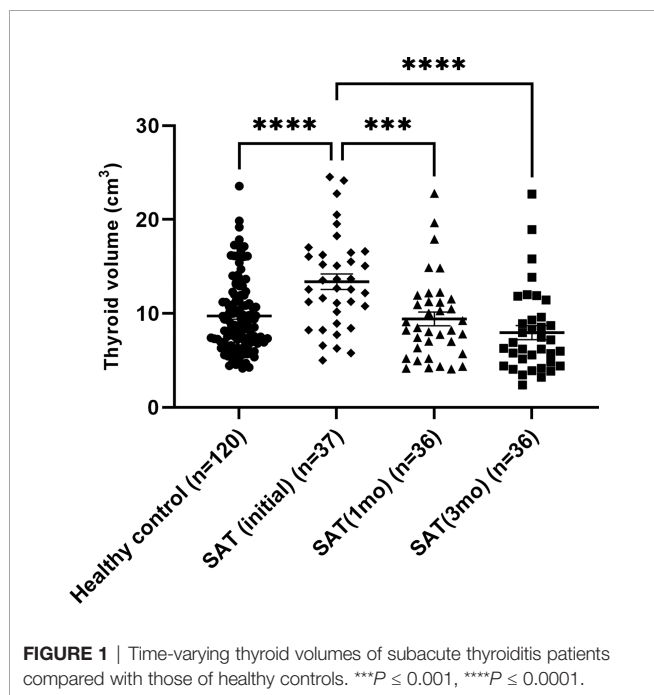 **** 
**** ***
30
20
10
0
Thyroid volume (cm³)
Healthy control (n=120)
SAT (initial) (n=37)
SAT(1mo) (n=36)
SAT(3mo) (n=36)
FIGURE 1 | Time-varying thyroid volumes of subacute thyroiditis patients
compared with those of healthy controls. ***P ≤ 0.001, ****P ≤ 0.0001.